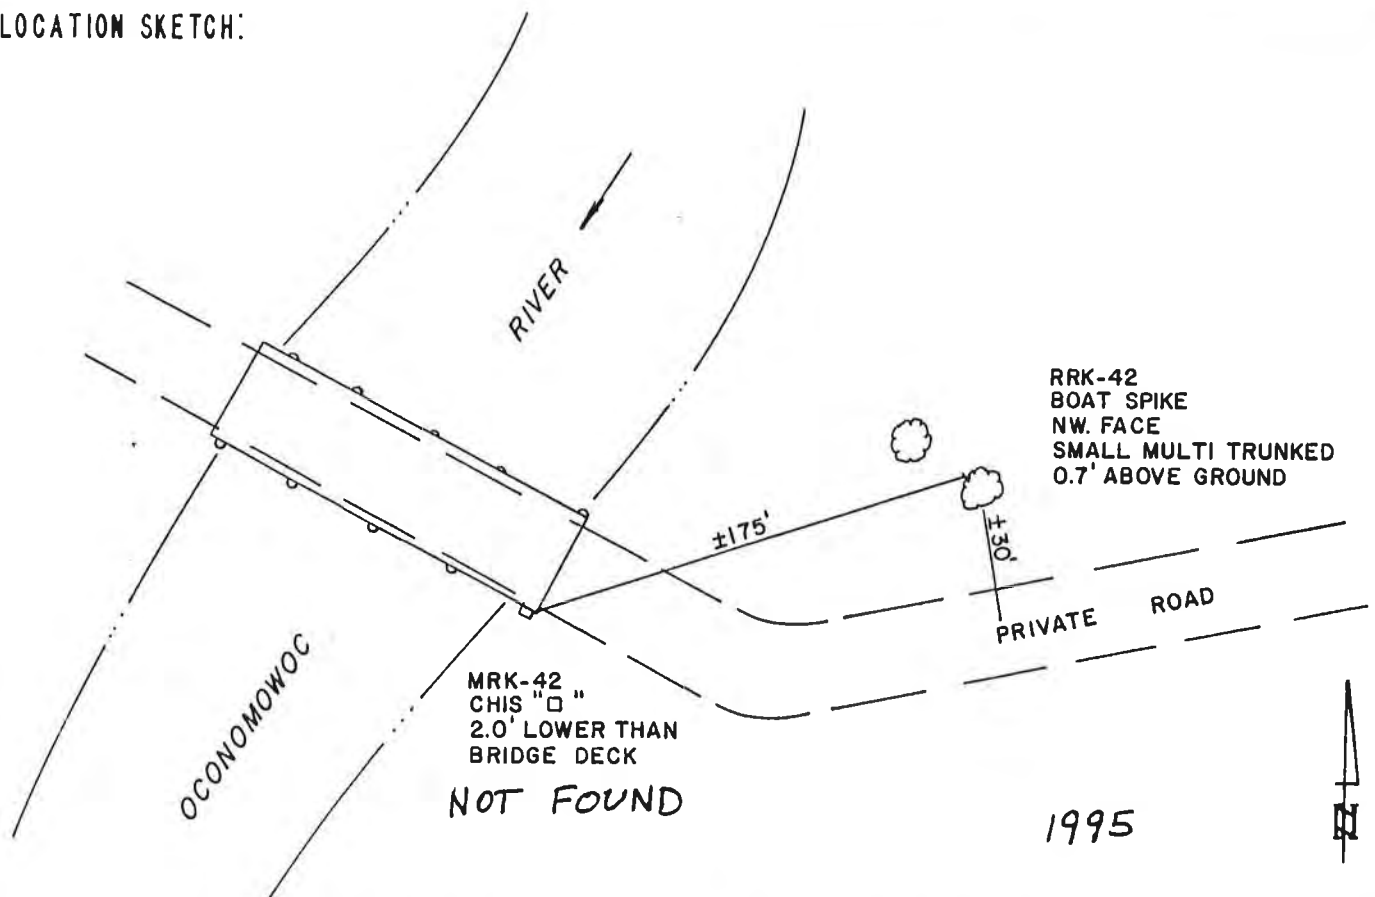 LOCATION SKETCH:
RIVER
RRK-42
BOAT SPIKE
NW. FACE
SMALL MULTI TRUNKED
0.7' ABOVE GROUND
±175'
±30'
PRIVATE ROAD
OCONOMOWOC
MRK-42
CHIS "□"
2.0' LOWER THAN
BRIDGE DECK
NOT FOUND
1995
N